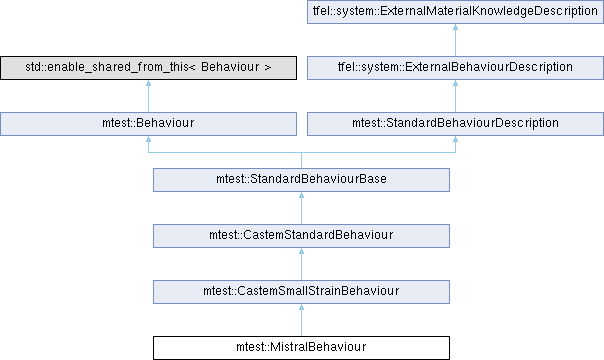 tfel::system::ExternalMaterialKnowledgeDescription
std::enable_shared_from_this< Behaviour >
tfel::system::ExternalBehaviourDescription
mtest::Behaviour
mtest::StandardBehaviourDescription
mtest::StandardBehaviourBase
mtest::CastemStandardBehaviour
mtest::CastemSmallStrainBehaviour
mtest::MistralBehaviour